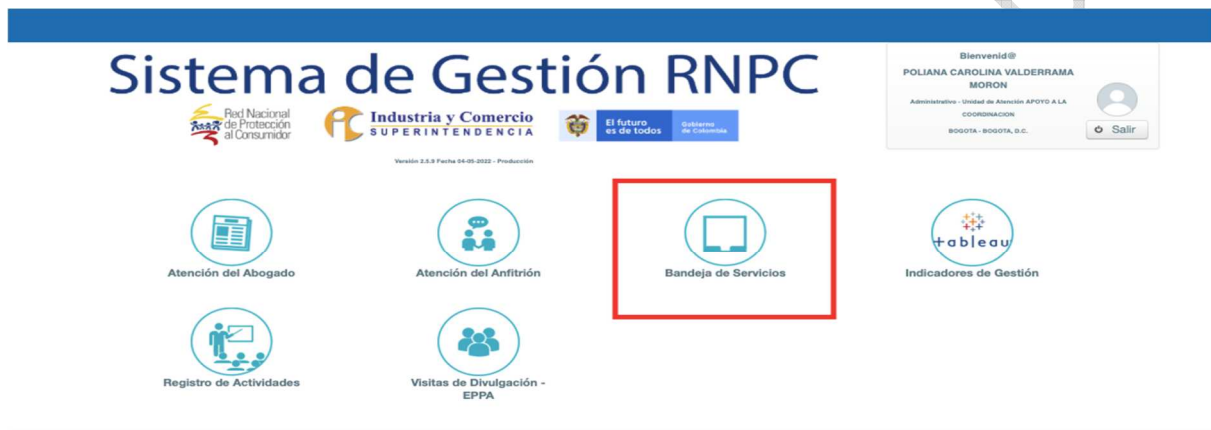 Sistema de Gestión RNPC
Red Nacional
de Protección
al Consumidor
Industria y Comercio
SUPERINTENDENCIA
El futuro
es de todos
Gobierno
de Colombia
Versión 2.5.9 Fecha 04-05-2022 - Producción
Bienvenid@
POLIANA CAROLINA VALDERRAMA
MORON
Administrativo - Unidad de Atención APOYO A LA
COORDINACION
BOGOTA - BOGOTA, D.C.
Salir
Atención del Abogado
Atención del Anfitrión
Bandeja de Servicios
+ableau
Indicadores de Gestión
Registro de Actividades
Visitas de Divulgación -
EPPA